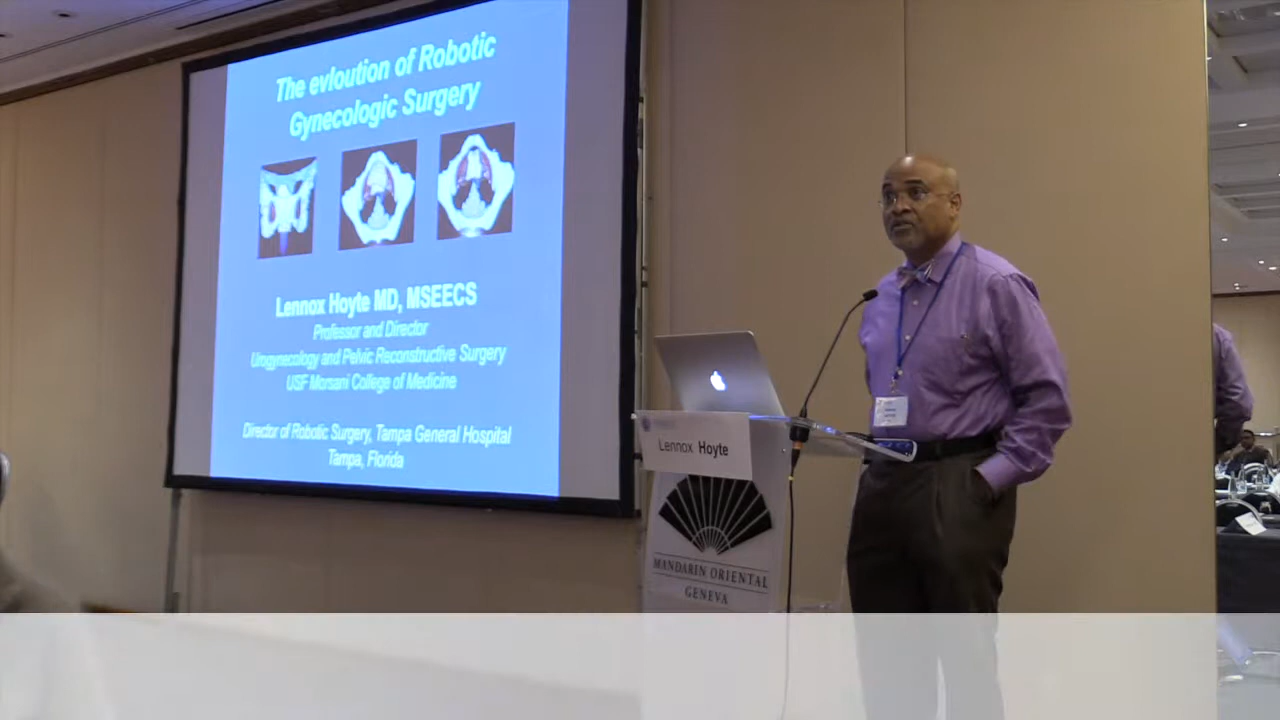 The evloution of Robotic
Gynecologic Surgery
Lennox Hoyte MD, MSEECS
Professor and Director
Urogynecology and Pelvic Reconstructive Surgery
USF Morsani College of Medicine
Director of Robotic Surgery, Tampa General Hospital
Tampa, Florida
Lennox Hoyte
MANDARIN ORIENTAL
GENEVA